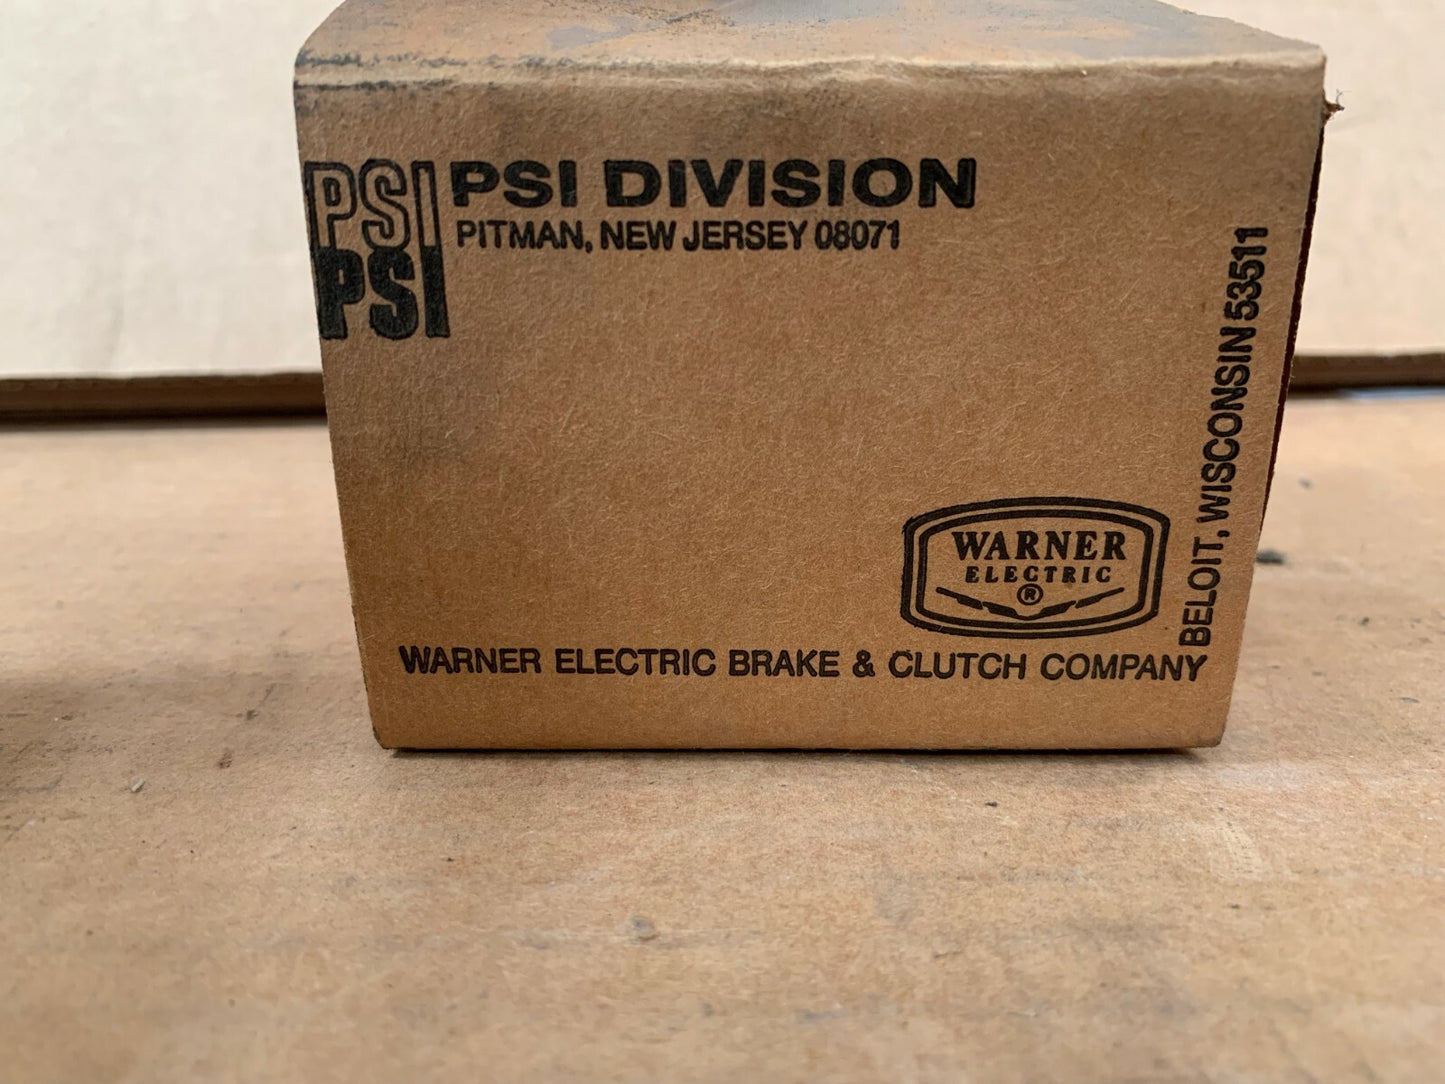 PSI
PSI
PSI DIVISION
PITMAN, NEW JERSEY 08071
WARNER
ELECTRIC
®
WARNER ELECTRIC BRAKE & CLUTCH COMPANY
BELOIT, WISCONSIN 53511